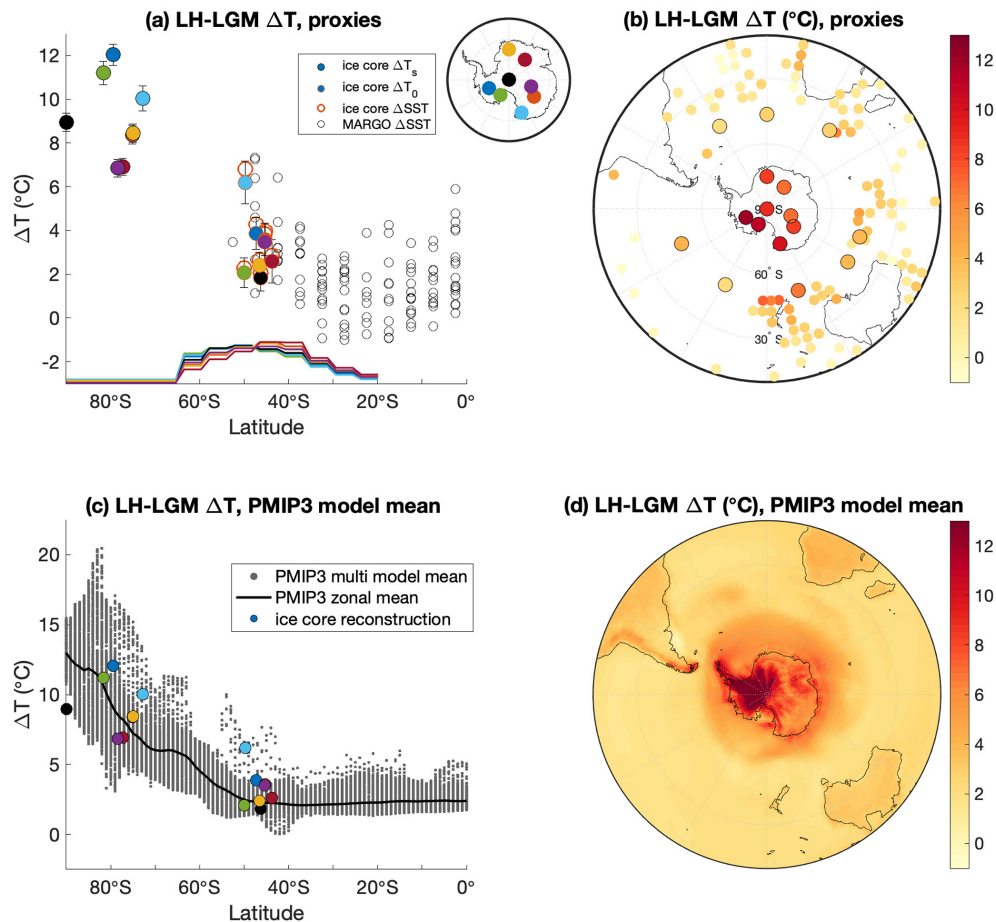 (a) LH-LGM ΔT, proxies
12
10
8
6
4
2
0
-2
ΔT (°C)
80°S
60°S
40°S
20°S
0°
Latitude
ice core ΔTs
ice core ΔT0
ice core ΔSST
MARGO ΔSST
(b) LH-LGM ΔT (°C), proxies
90° S
60° S
30° S
12
10
8
6
4
2
0
(c) LH-LGM ΔT, PMIP3 model mean
20
15
10
5
0
ΔT (°C)
80°S
60°S
40°S
20°S
0°
Latitude
PMIP3 multi model mean
PMIP3 zonal mean
ice core reconstruction
(d) LH-LGM ΔT (°C), PMIP3 model mean
12
10
8
6
4
2
0